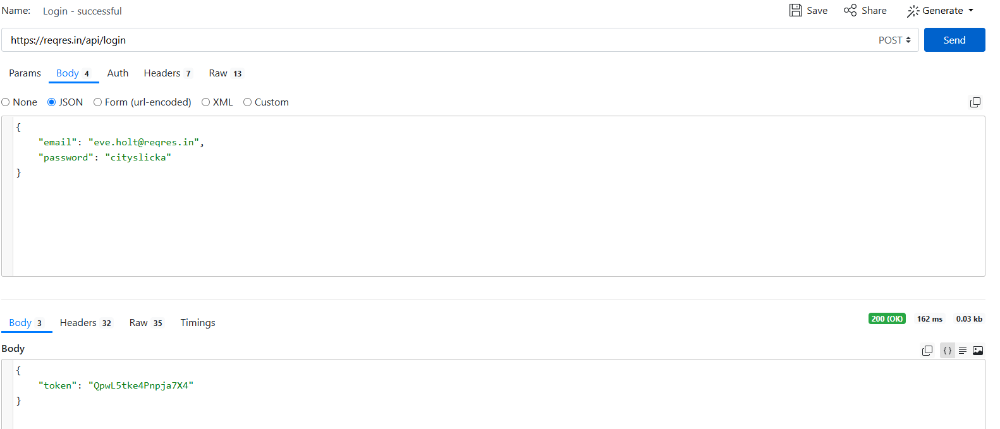 Name: Login - successful Save Share Generate
https://reqres.in/api/login POST Send
Params Body 4 Auth Headers 7 Raw 13
None JSON Form (url-encoded) XML Custom
{
"email": "eve.holt@reqres.in",
"password": "cityslicka"
}
Body 3 Headers 32 Raw 35 Timings 200 (OK) 162 ms 0.03 kb
Body {}
{
"token": "QpwL5tke4Pnpja7X4"
}